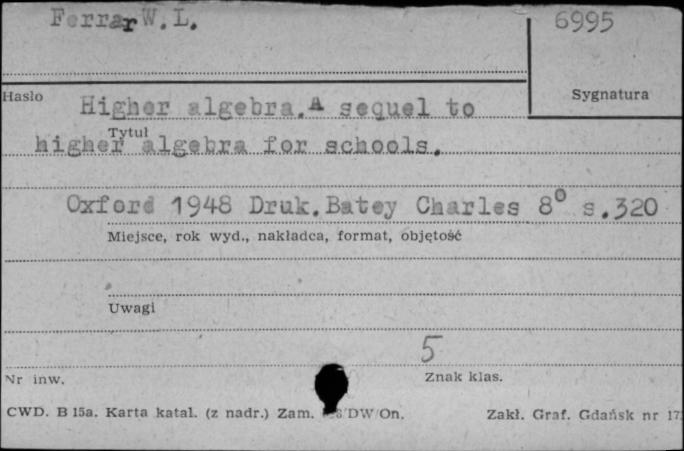 Ferrar W. L.
6995
Hasło
Sygnatura
Higher algebra. A sequel to
Tytuł
higher algebra for schools.
Oxford 1948 Druk. Batey Charles 8° s. 320
Miejsce, rok wyd., nakładca, format, objętość
Uwagi
5
Nr inw.
Znak klas.
CWD. B 15a. Karta katal. (z nadr.) Zam. DW/On.
Zakł. Graf. Gdańsk nr 17